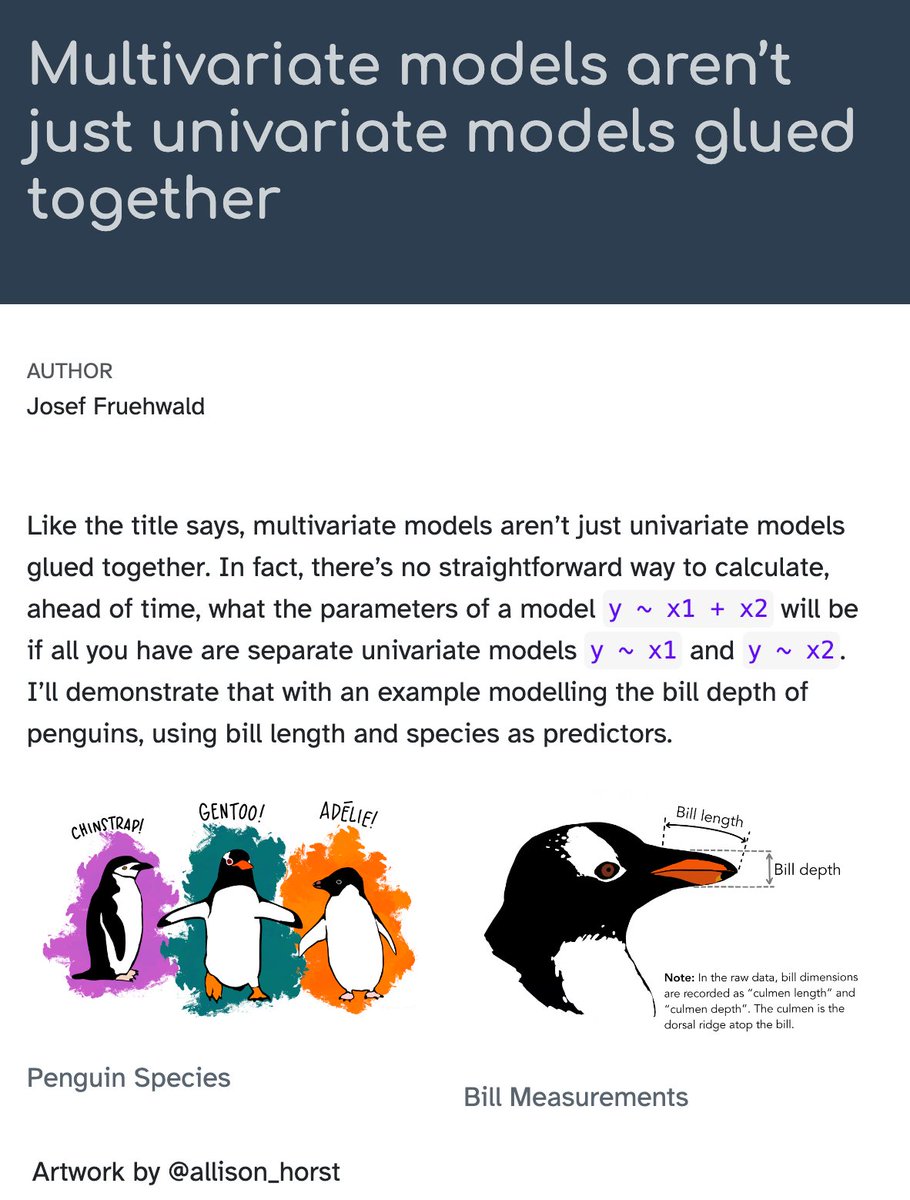 Multivariate models aren’t
just univariate models glued
together
AUTHOR
Josef Fruehwald
Like the title says, multivariate models aren’t just univariate models
glued together. In fact, there’s no straightforward way to calculate,
ahead of time, what the parameters of a model y ~ x1 + x2 will be
if all you have are separate univariate models y ~ x1 and y ~ x2.
I’ll demonstrate that with an example modelling the bill depth of
penguins, using bill length and species as predictors.
CHINSTRAP!
GENTOO!
ADÉLIE!
Bill length
Bill depth
Note: In the raw data, bill dimensions
are recorded as “culmen length” and
“culmen depth”. The culmen is the
dorsal ridge atop the bill.
Penguin Species
Bill Measurements
Artwork by @allison_horst